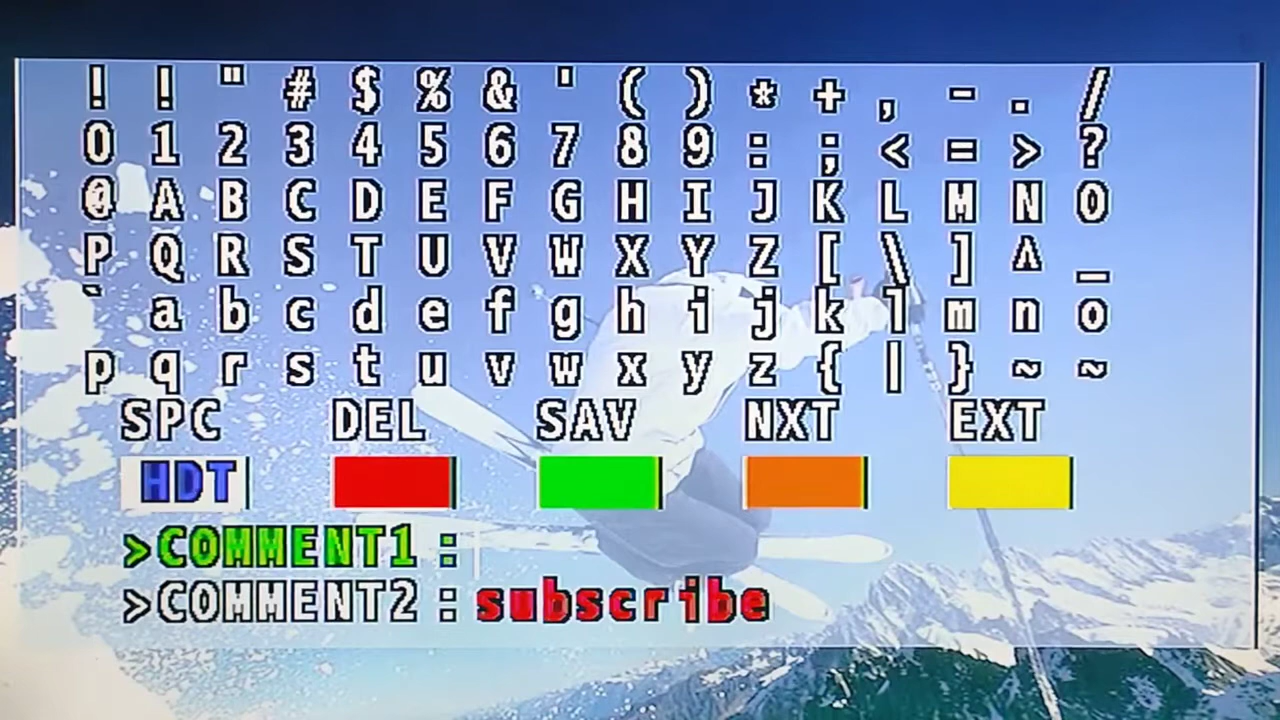 ! ! " # $ % & ' ( ) * + , - . /
0 1 2 3 4 5 6 7 8 9 : ; < = > ?
@ A B C D E F G H I J K L M N O
P Q R S T U V W X Y Z [ \ ] ^ _
` a b c d e f g h i j k l m n o
p q r s t u v w x y z { | } ~ ~
SPC DEL SAV NXT EXT
HDT
>COMMENT1 :
>COMMENT2 : subscribe